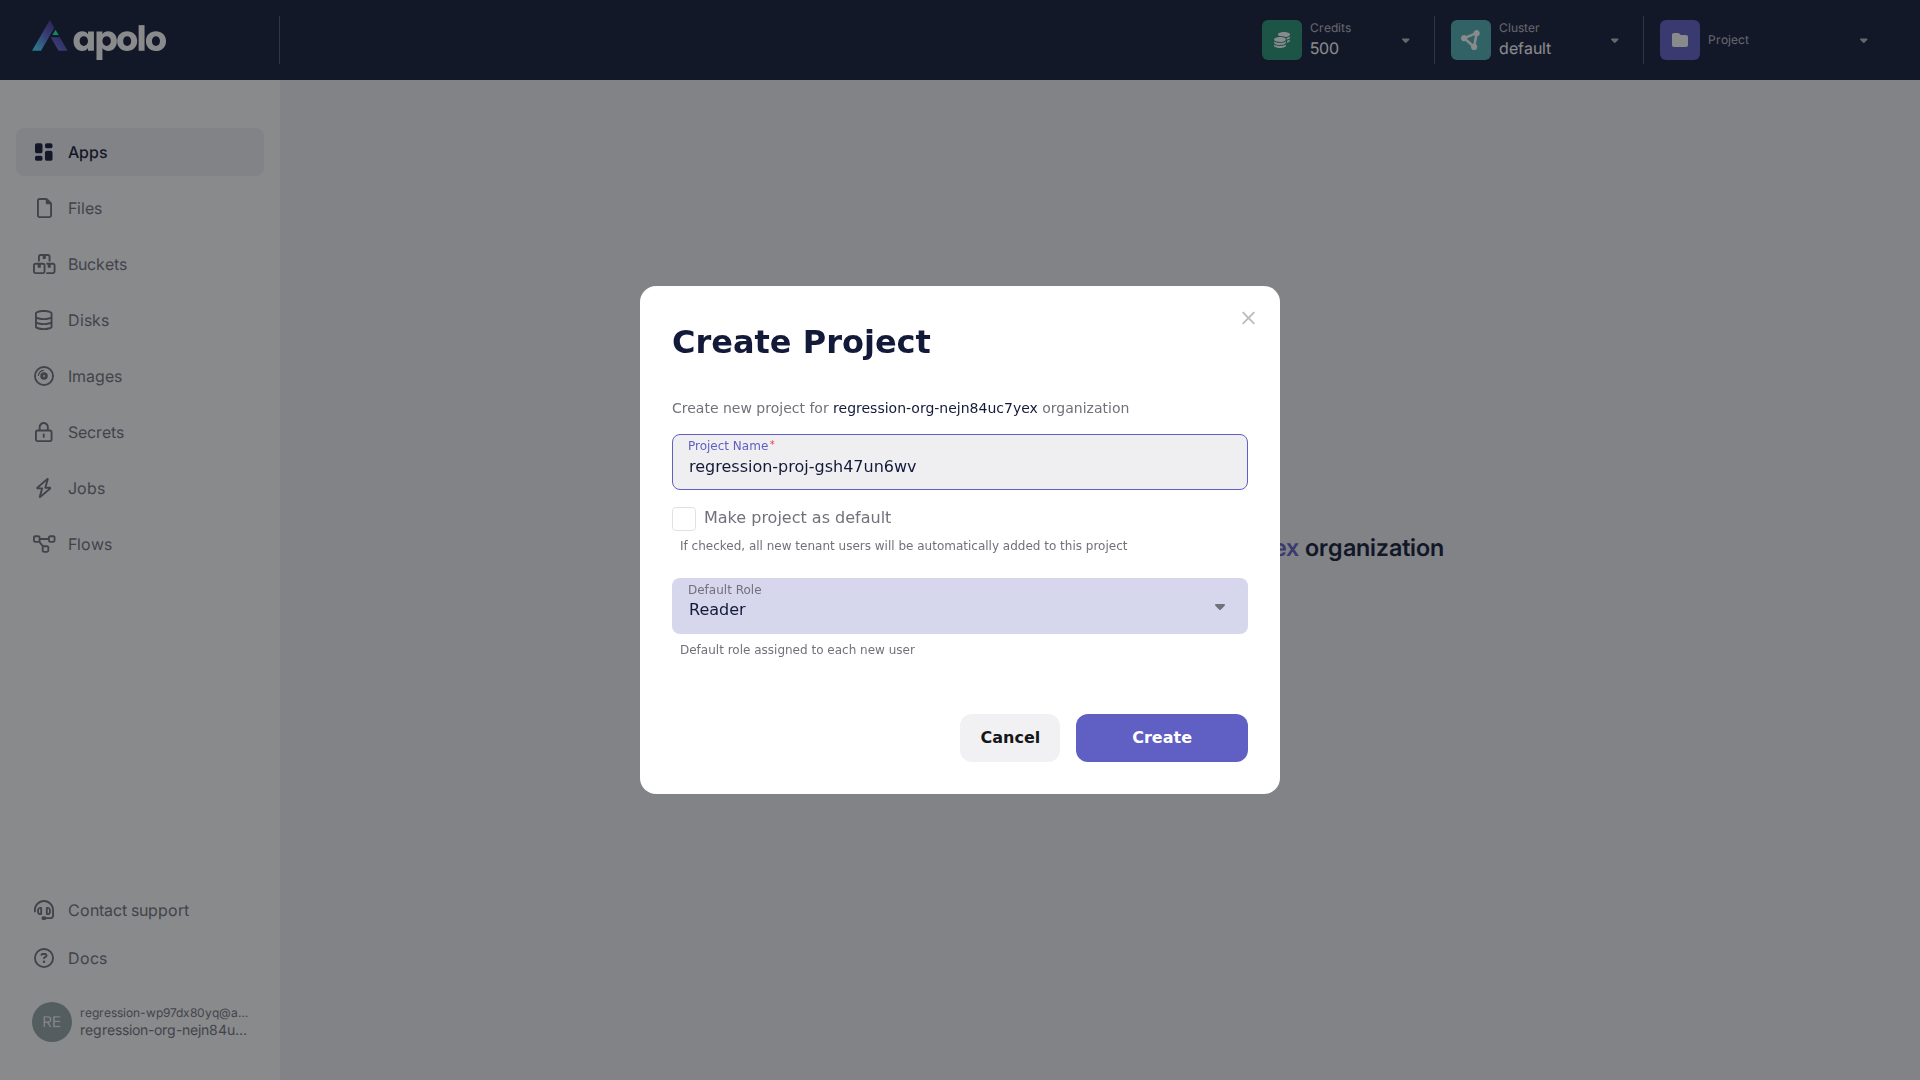 apolo
Credits
500
Cluster
default
Project
Apps
Files
Buckets
Disks
Images
Secrets
Jobs
Flows
Contact support
Docs
RE
regression-wp97dx80yq@a...
regression-org-nejn84u...
Create Project
Create new project for regression-org-nejn84uc7yex organization
Project Name*
regression-proj-gsh47un6wv
Make project as default
If checked, all new tenant users will be automatically added to this project
ex organization
Default Role
Reader
Default role assigned to each new user
Cancel
Create